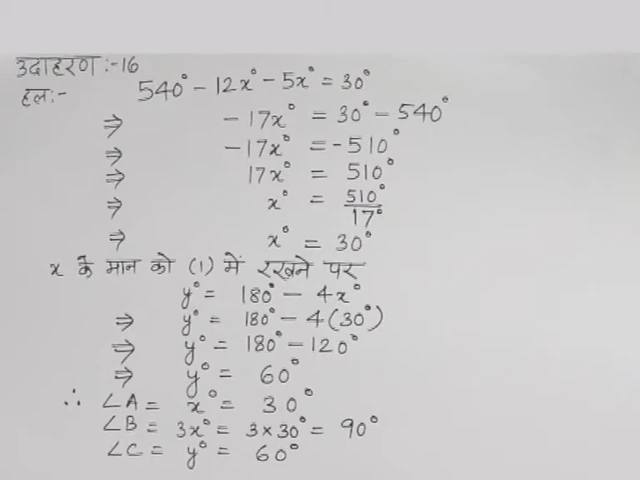 उदाहरण :-16
हल:- 540° - 12x° - 5x° = 30°
⇒ -17x° = 30° - 540°
⇒ -17x° = -510°
⇒ 17x° = 510°
⇒ x° = 510°/17°
⇒ x° = 30°
x के मान को (1) में रखने पर
y° = 180° - 4x°
⇒ y° = 180° - 4(30°)
⇒ y° = 180° - 120°
⇒ y° = 60°
∴ ∠A = x° = 30°
∠B = 3x° = 3×30° = 90°
∠C = y° = 60°